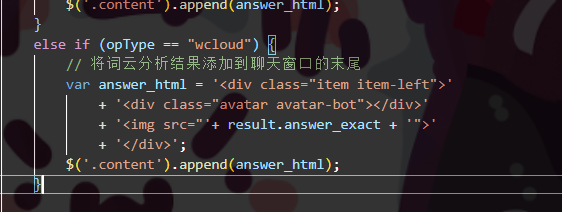 $('.content').append(answer_html);
}
else if (opType == "wcloud") {
// 将词云分析结果添加到聊天窗口的末尾
var answer_html = '<div class="item item-left">'
+ '<div class="avatar avatar-bot"></div>'
+ '<img src="'+ result.answer_exact + '">'
+ '</div>';
$('.content').append(answer_html);
}